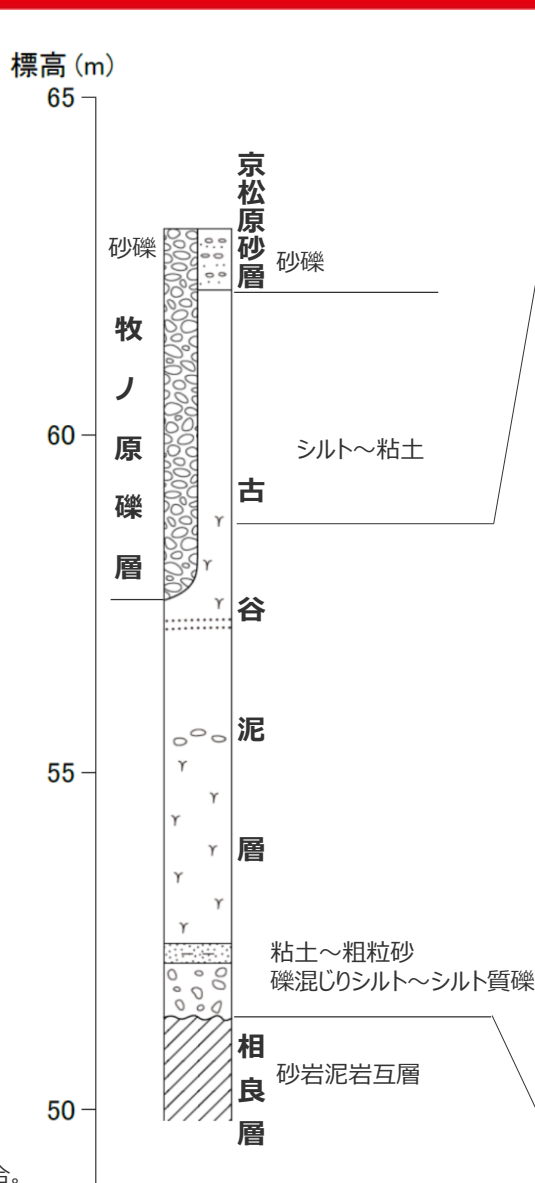 標高(m)
65
京松原砂層
砂礫
砂礫
牧ノ原礫層
60
シルト～粘土
古谷泥層
55
粘土～粗粒砂
礫混じりシルト～シルト質礫
相良層
砂岩泥岩互層
50